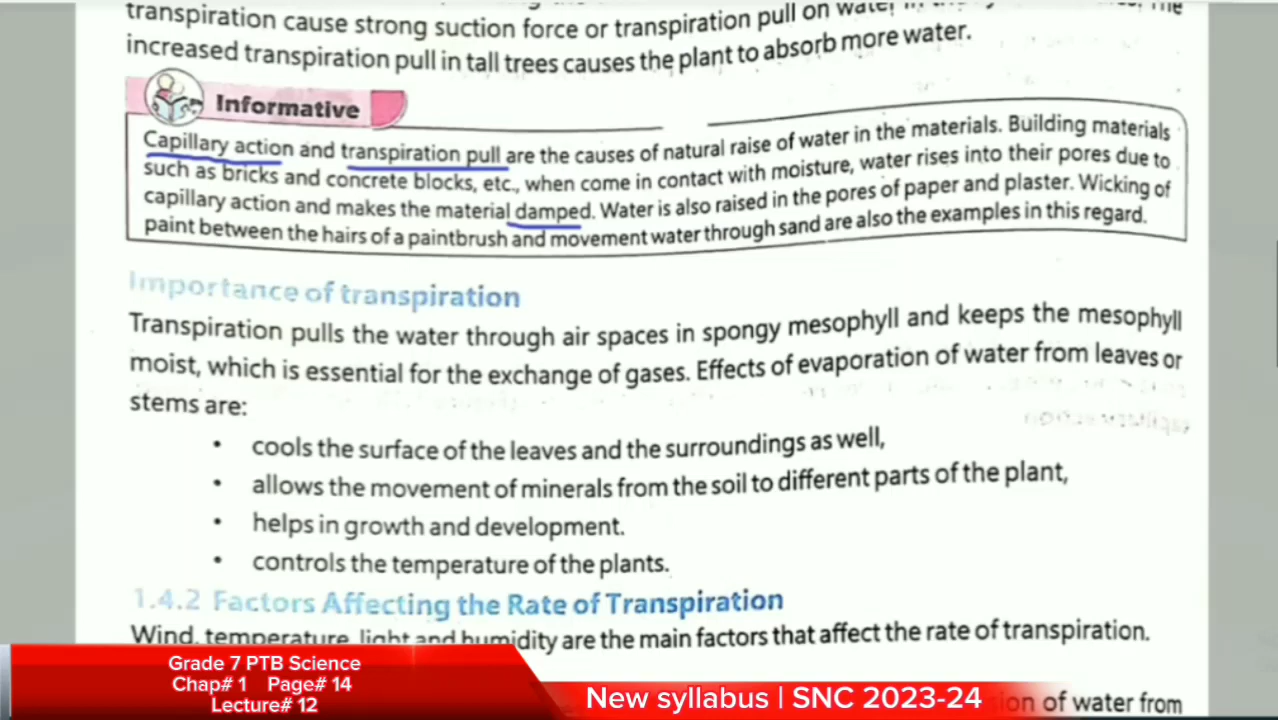 transpiration cause strong suction force or transpiration pull on water in the
increased transpiration pull in tall trees causes the plant to absorb more water.
Informative
Capillary action and transpiration pull are the causes of natural raise of water in the materials. Building materials
such as bricks and concrete blocks, etc., when come in contact with moisture, water rises into their pores due to
capillary action and makes the material damped. Water is also raised in the pores of paper and plaster. Wicking of
paint between the hairs of a paintbrush and movement water through sand are also the examples in this regard.
Importance of transpiration
Transpiration pulls the water through air spaces in spongy mesophyll and keeps the mesophyll
moist, which is essential for the exchange of gases. Effects of evaporation of water from leaves or
stems are:
• cools the surface of the leaves and the surroundings as well,
• allows the movement of minerals from the soil to different parts of the plant,
• helps in growth and development.
• controls the temperature of the plants.
1.4.2 Factors Affecting the Rate of Transpiration
Wind, temperature, light and humidity are the main factors that affect the rate of transpiration.
Grade 7 PTB Science
Chap# 1 Page# 14
Lecture# 12
New syllabus | SNC 2023-24
of water from